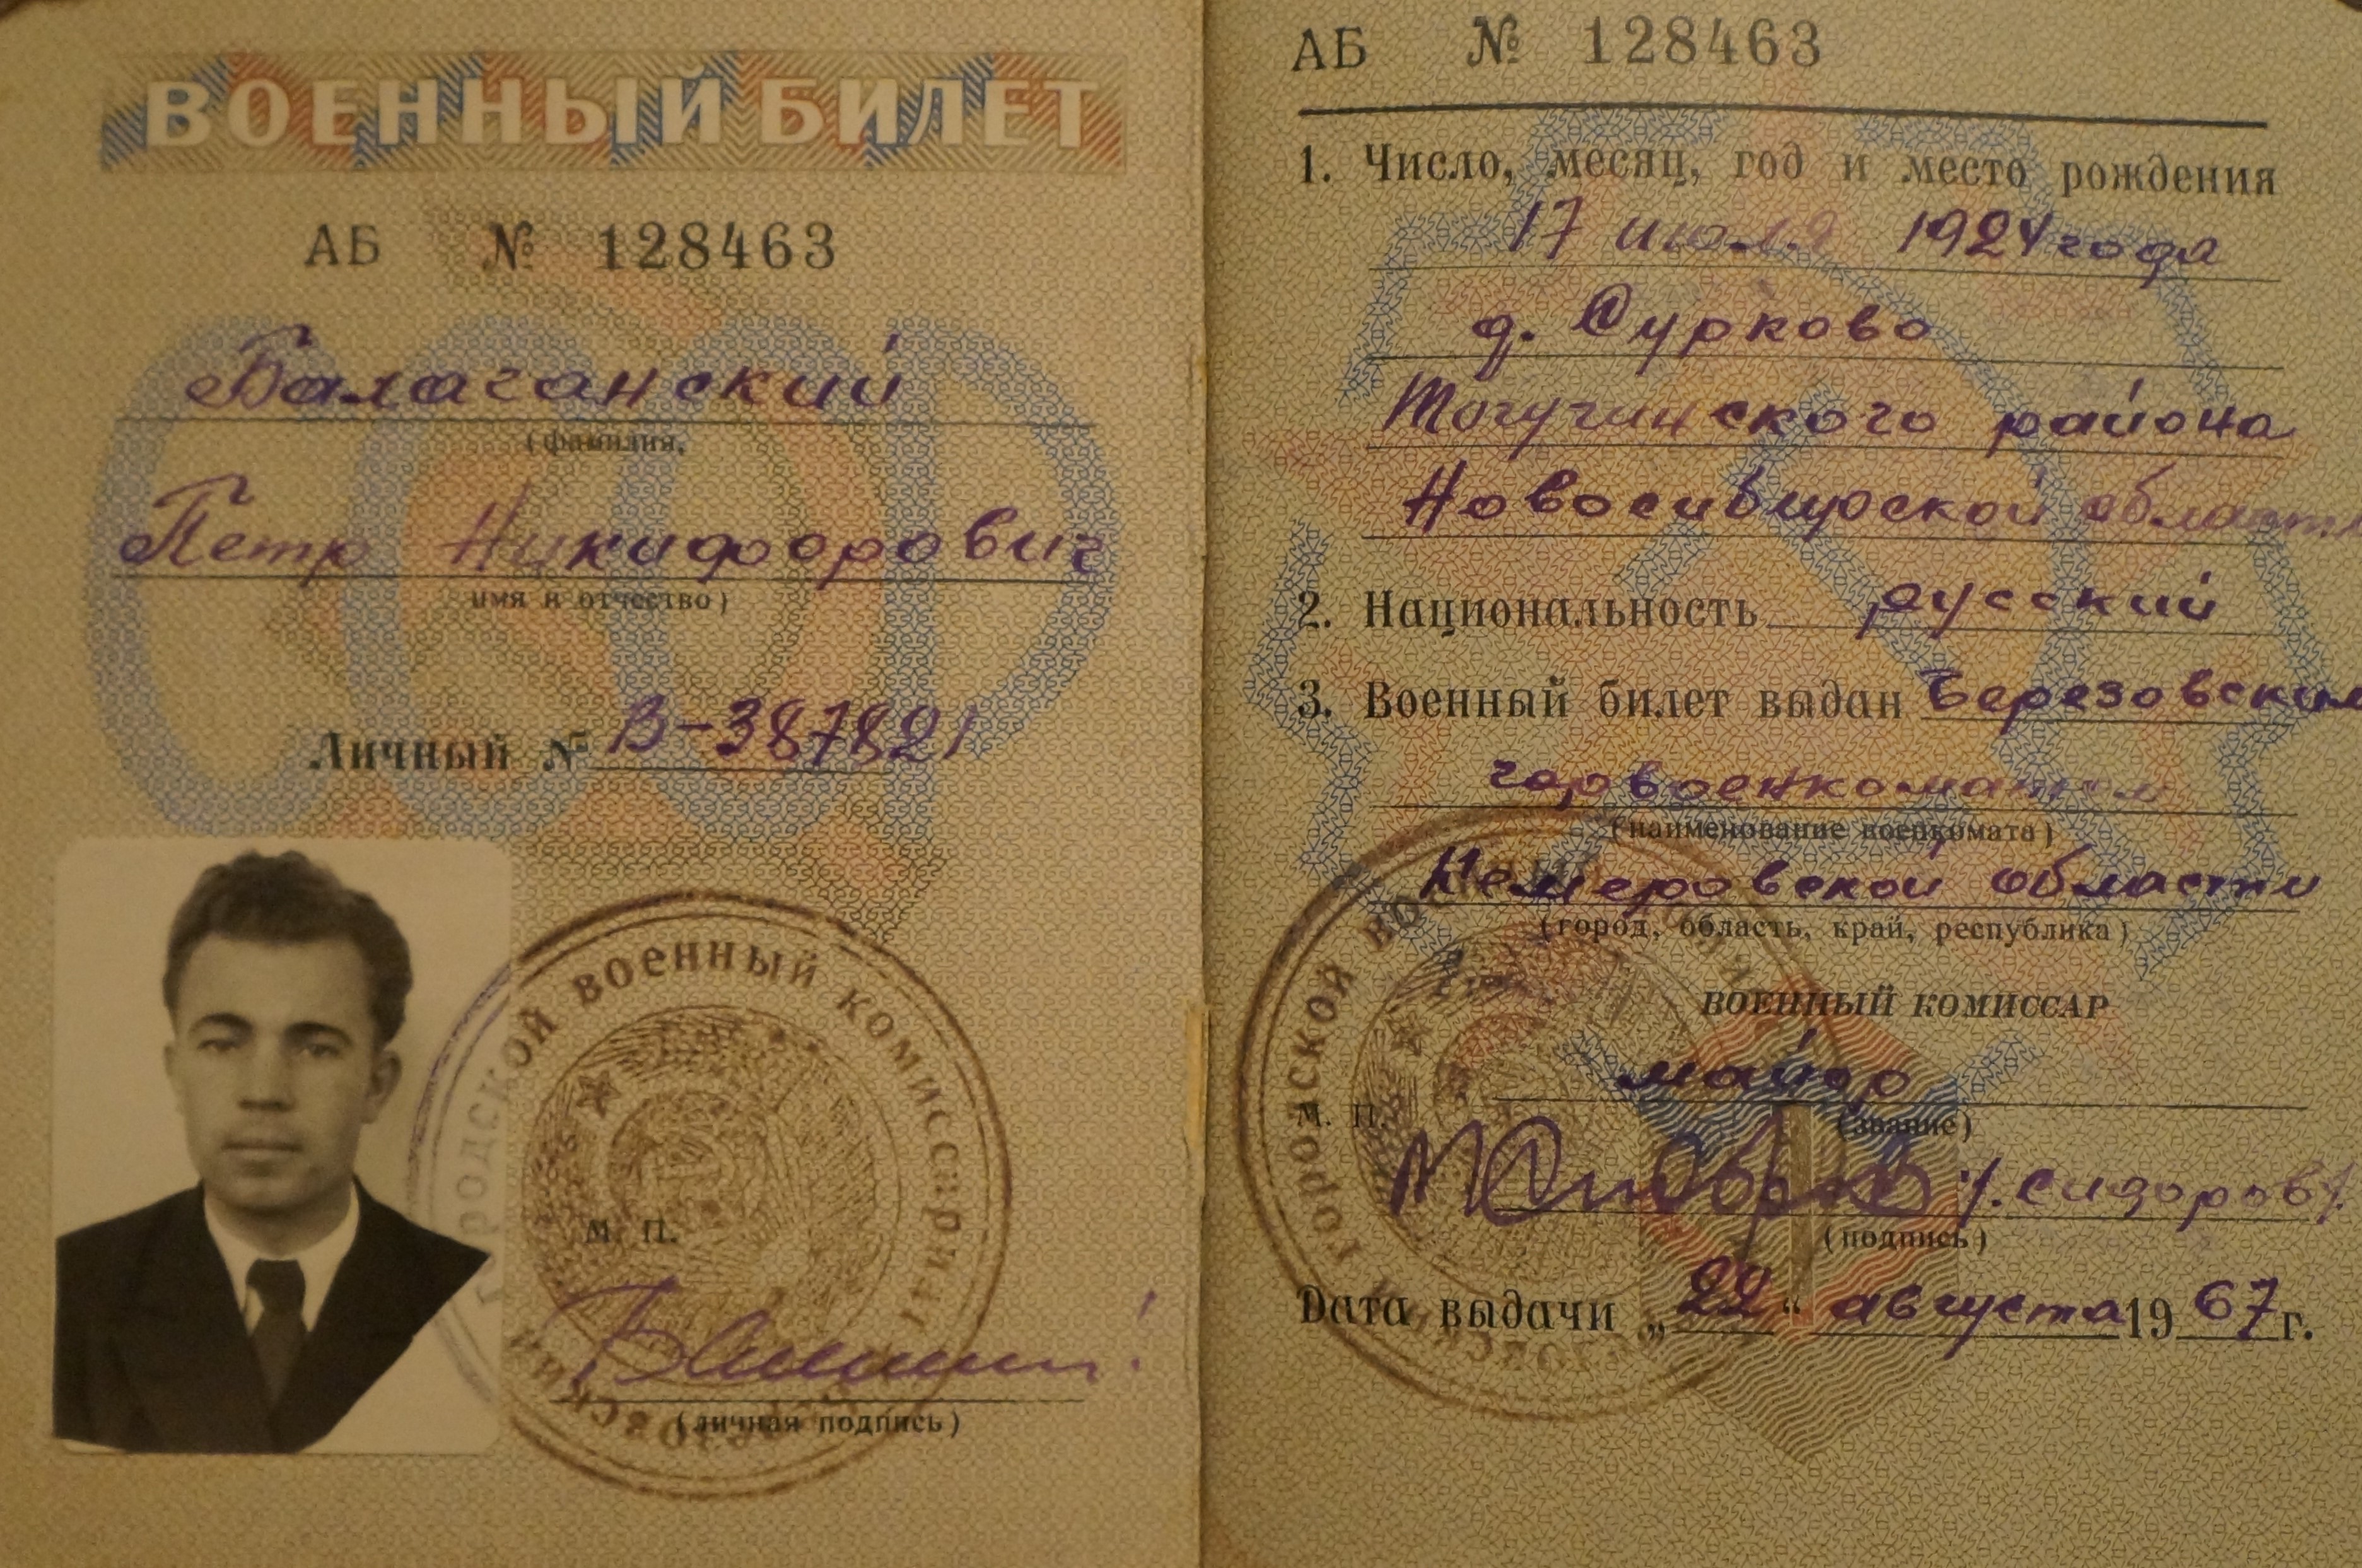 ВОЕННЫЙ БИЛЕТ
АБ № 128463
Балаганский
(фамилия,
Петр Никифорович
имя и отчество)
Личный № В-387821
ГОРОДСКОЙ ВОЕННЫЙ КОМИССАРИАТ
М. П.
(личная подпись)
АБ № 128463
1. Число, месяц, год и место рождения
17 июля 1924 года
д. Сурково
Тогучинского района
Новосибирской области
2. Национальность русский
3. Военный билет выдан Березовским
горвоенкоматом
(наименование военкомата)
Кемеровской области
(город, область, край, республика)
ВОЕННЫЙ КОМИССАР
майор
М. П.
(звание)
/. Сидоров/.
(подпись)
Дата выдачи „22“ августа 1967 г.